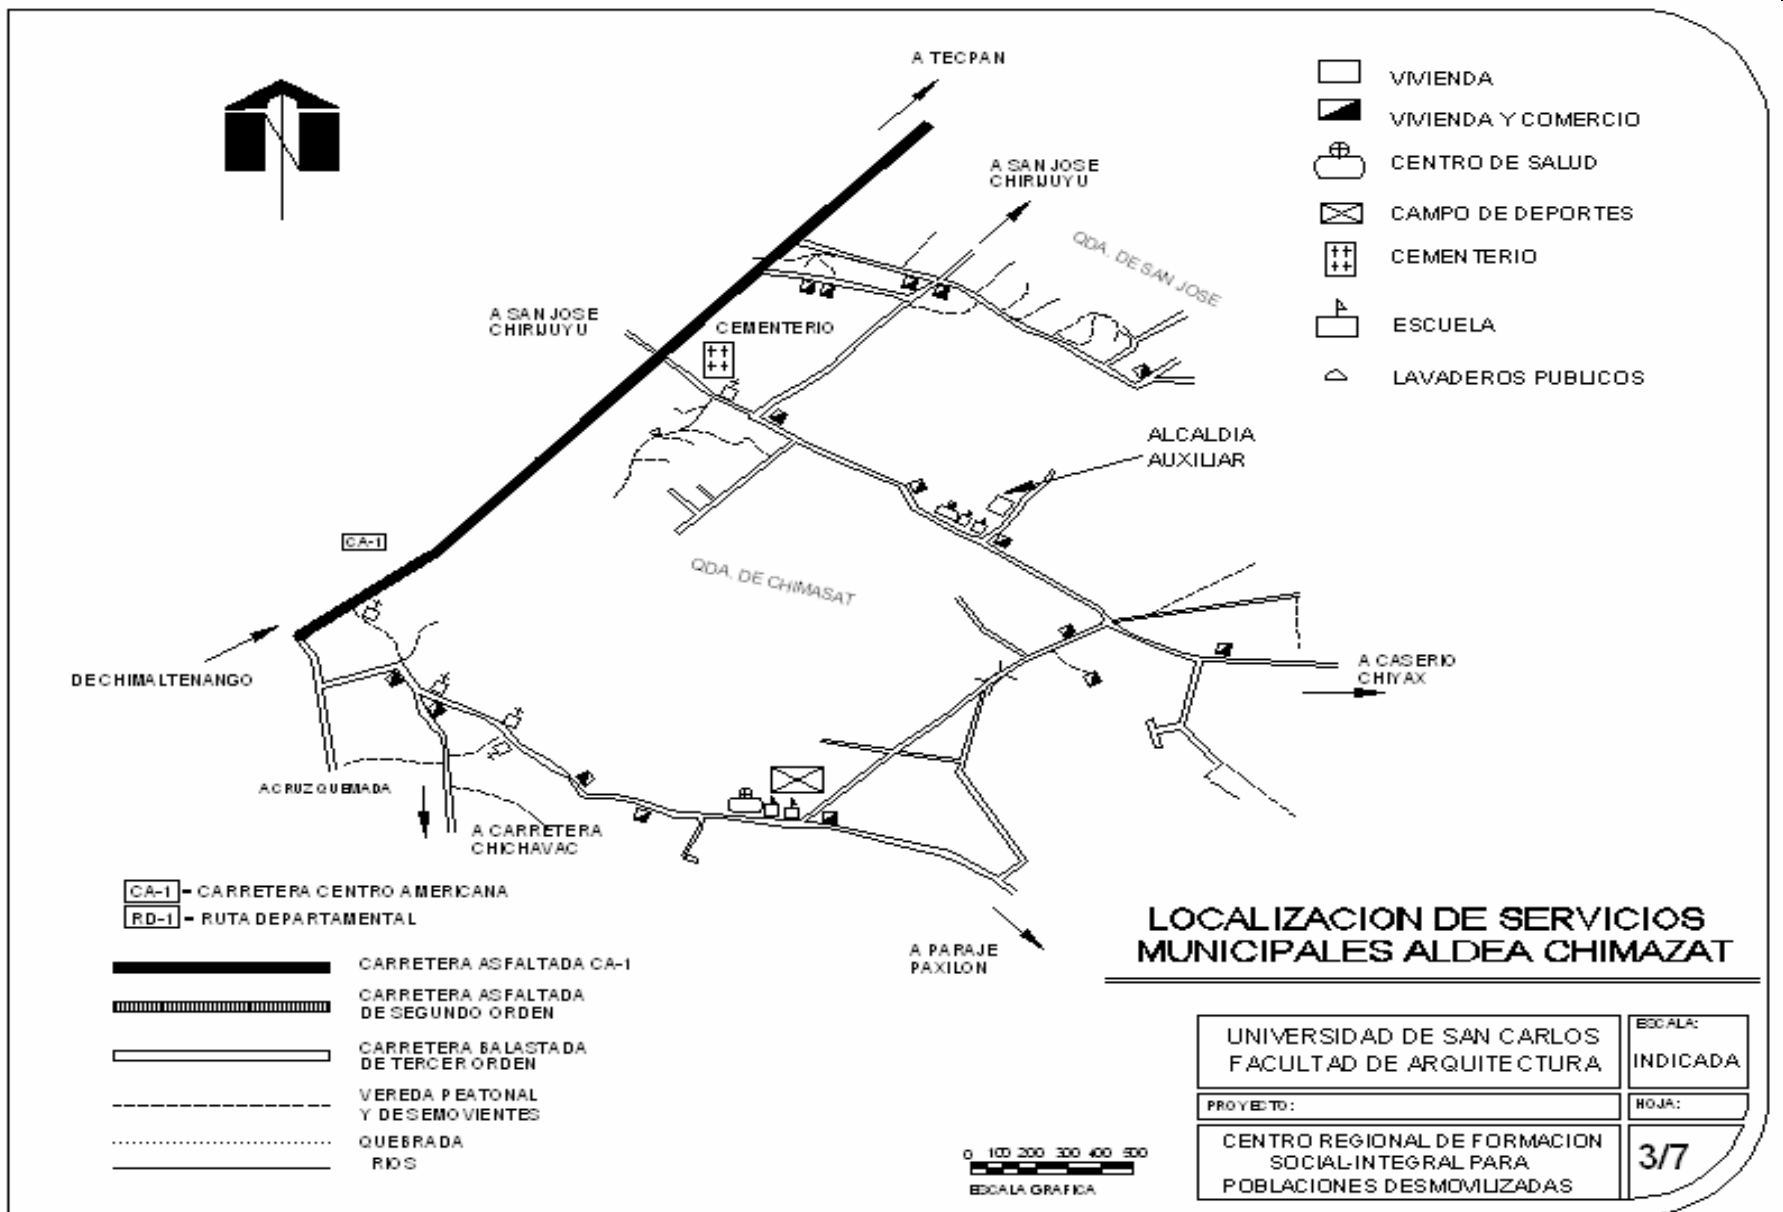 A TECPAN
A SAN JOSE
CHIRIJUYU
QDA. DE SAN JOSE
A SAN JOSE
CHIRIJUYU
CEMENTERIO
ALCALDIA
AUXILIAR
CA-1
QDA. DE CHIMASAT
DE CHIMALTENANGO
A CASERIO
CHIYAX
A CRUZ QUEMADA
A CARRETERA
CHICHAVAC
A PARAJE
PAXILON
VIVIENDA
VIVIENDA Y COMERCIO
CENTRO DE SALUD
CAMPO DE DEPORTES
CEMENTERIO
ESCUELA
LAVADEROS PUBLICOS
CA-1 - CARRETERA CENTRO AMERICANA
RD-1 - RUTA DEPARTAMENTAL
CARRETERA ASFALTADA CA-1
CARRETERA ASFALTADA
DE SEGUNDO ORDEN
CARRETERA BALASTADA
DE TERCER ORDEN
VEREDA PEATONAL
Y DE SEMOVIENTES
QUEBRADA
RIOS
0 100 200 300 400 500
ESCALA GRAFICA
LOCALIZACION DE SERVICIOS
MUNICIPALES ALDEA CHIMAZAT
UNIVERSIDAD DE SAN CARLOS
FACULTAD DE ARQUITECTURA
ESCALA:
INDICADA
PROYECTO:
HOJA:
CENTRO REGIONAL DE FORMACION
SOCIAL-INTEGRAL PARA
POBLACIONES DESMOVILIZADAS
3/7